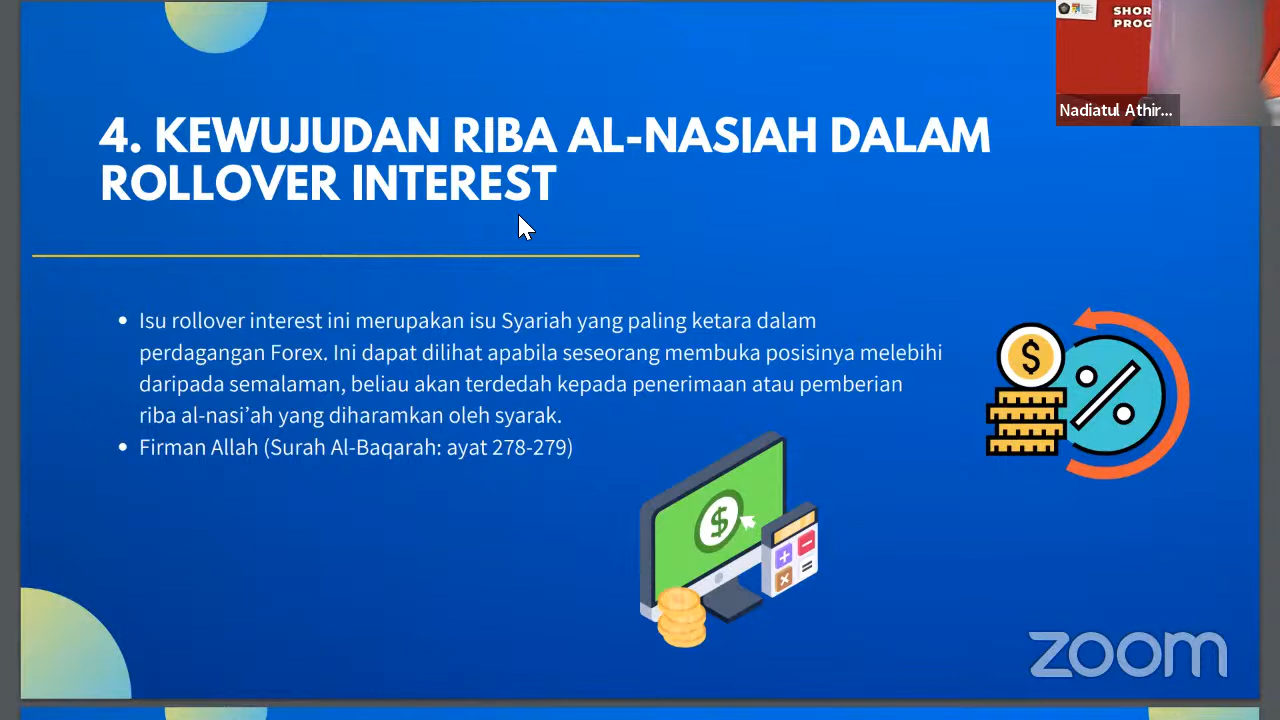 SHOR
PROG
Nadiatul Athir...
4. KEWUJUDAN RIBA AL-NASIAH DALAM
ROLLOVER INTEREST
Isu rollover interest ini merupakan isu Syariah yang paling ketara dalam
perdagangan Forex. Ini dapat dilihat apabila seseorang membuka posisinya melebihi
daripada semalaman, beliau akan terdedah kepada penerimaan atau pemberian
riba al-nasi’ah yang diharamkan oleh syarak.
Firman Allah (Surah Al-Baqarah: ayat 278-279)
zoom